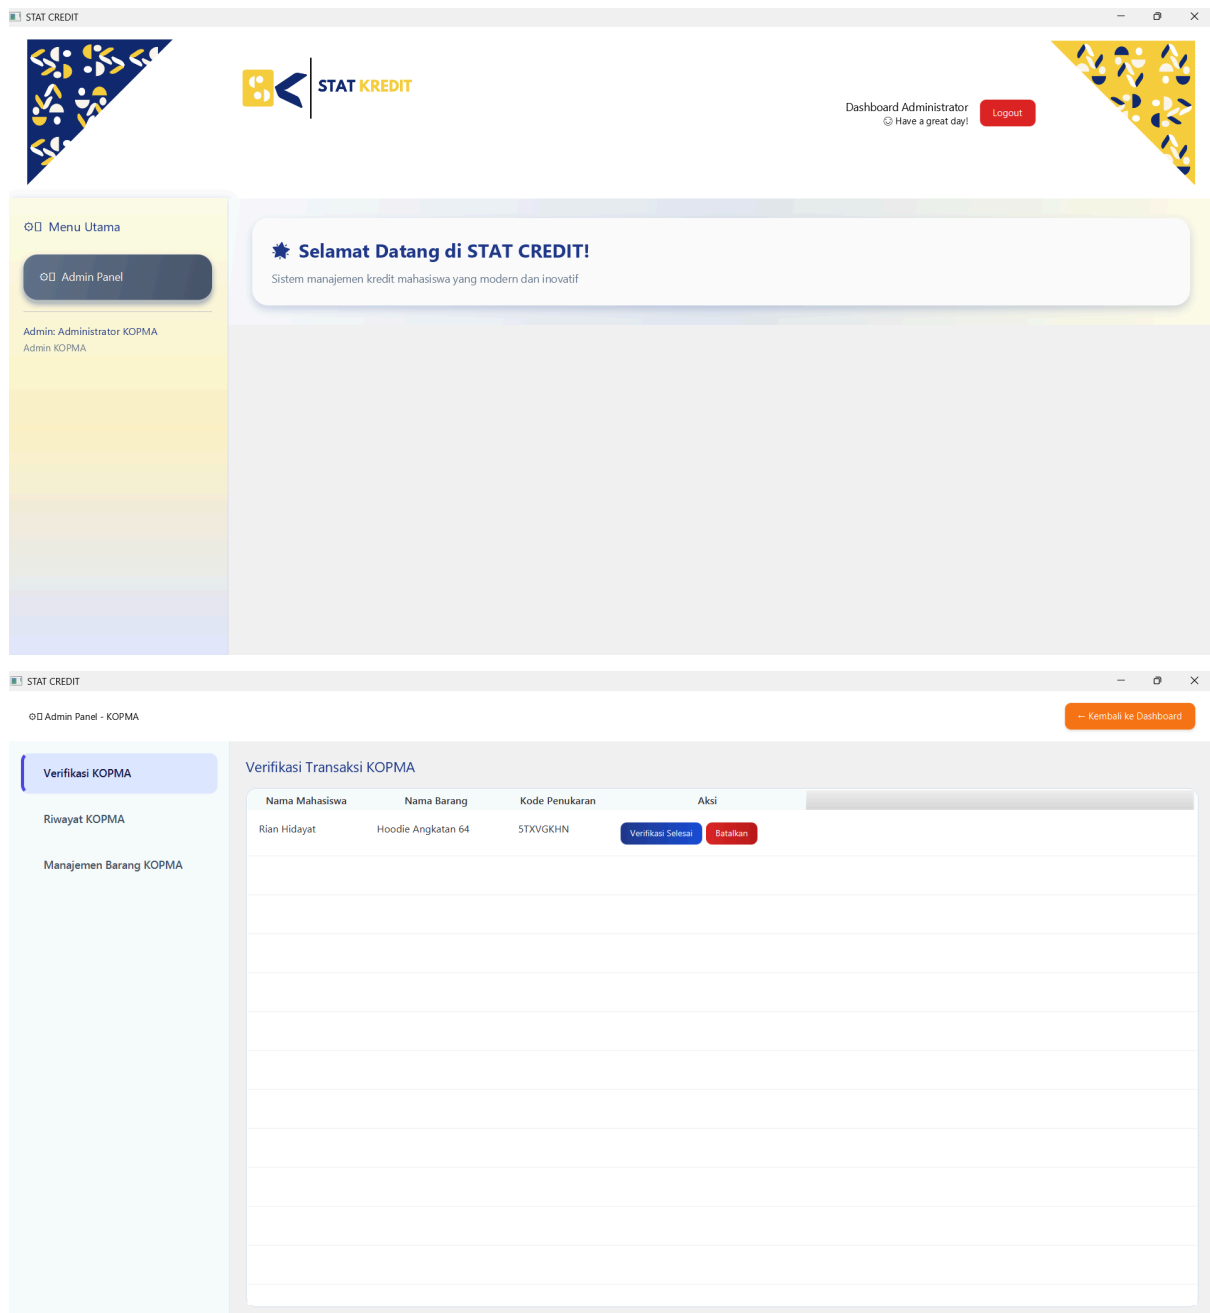 STAT CREDIT
STAT KREDIT
Dashboard Administrator
Have a great day!
Logout
Menu Utama
Admin Panel
Admin: Administrator KOPMA
Admin KOPMA
Selamat Datang di STAT CREDIT!
Sistem manajemen kredit mahasiswa yang modern dan inovatif
STAT CREDIT
Admin Panel - KOPMA
← Kembali ke Dashboard
Verifikasi KOPMA
Riwayat KOPMA
Manajemen Barang KOPMA
Verifikasi Transaksi KOPMA
Nama Mahasiswa Nama Barang Kode Penukaran Aksi
Rian Hidayat Hoodie Angkatan 64 5TXVGKHN Verifikasi Selesai Batalkan